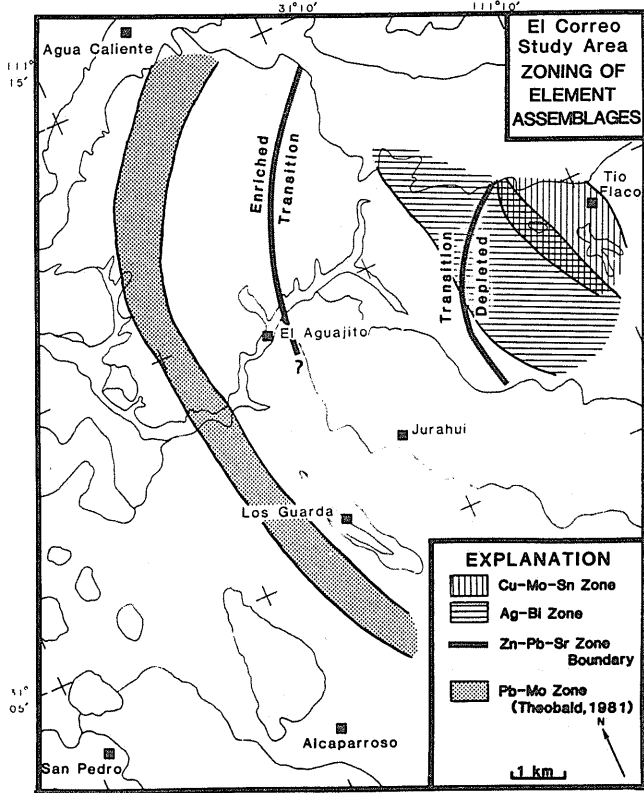 31° 10'
111° 10'
El Correo
Study Area
ZONING OF
ELEMENT
ASSEMBLAGES
Agua Caliente
111°
15'
Enriched
Transition
Tio
Flaco
Transition
Depleted
El Aguajito
?
Jurahui
Los Guarda
EXPLANATION
Cu-Mo-Sn Zone
Ag-Bi Zone
Zn-Pb-Sr Zone
Boundary
Pb-Mo Zone
(Theobald, 1981)
N
1 km
31°
05'
Alcaparroso
San Pedro